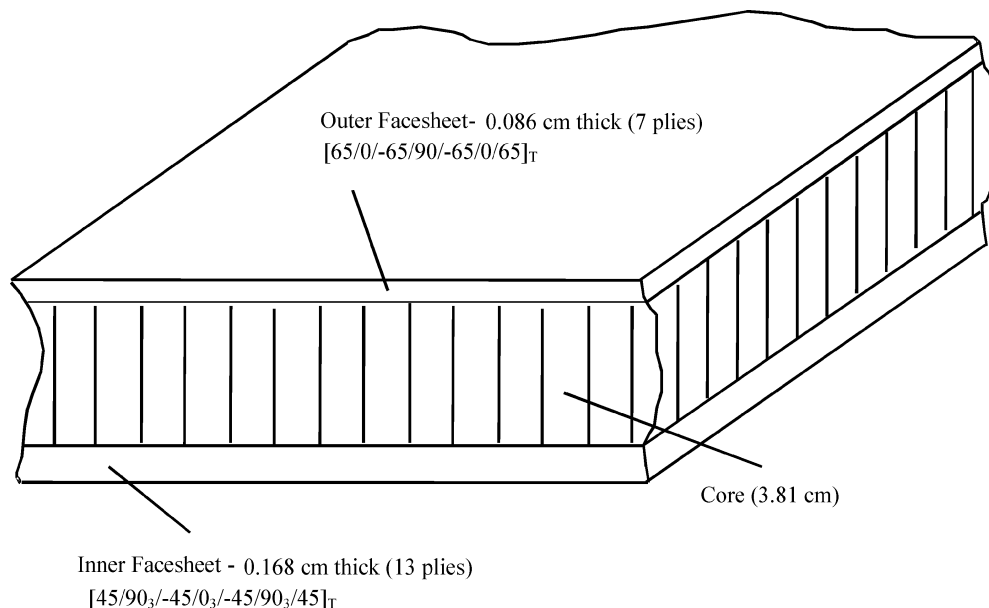 Outer Facesheet- 0.086 cm thick (7 plies)
[65/0/-65/90/-65/0/65]T
Core (3.81 cm)
Inner Facesheet - 0.168 cm thick (13 plies)
[45/90₃/-45/0₃/-45/90₃/45]T